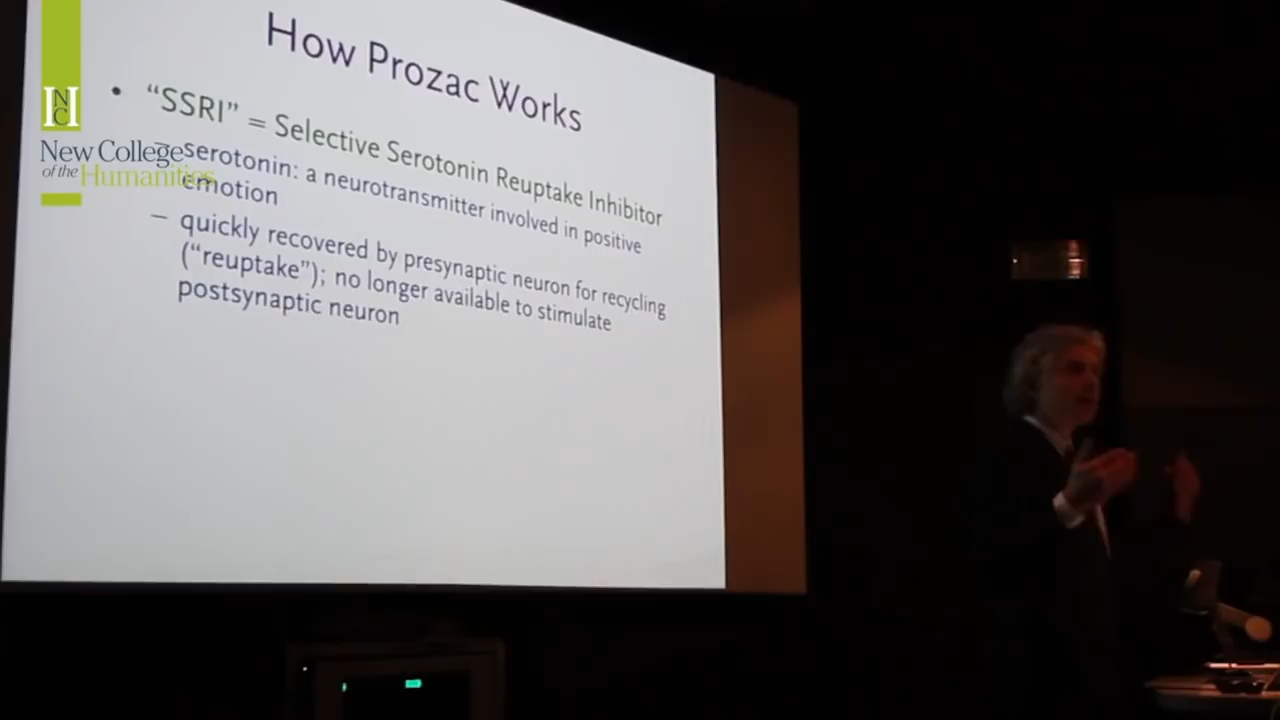 How Prozac Works
• “SSRI” = Selective Serotonin Reuptake Inhibitor
serotonin: a neurotransmitter involved in positive
emotion
– quickly recovered by presynaptic neuron for recycling
(“reuptake”); no longer available to stimulate
postsynaptic neuron
NCH
New College
of the Humanities